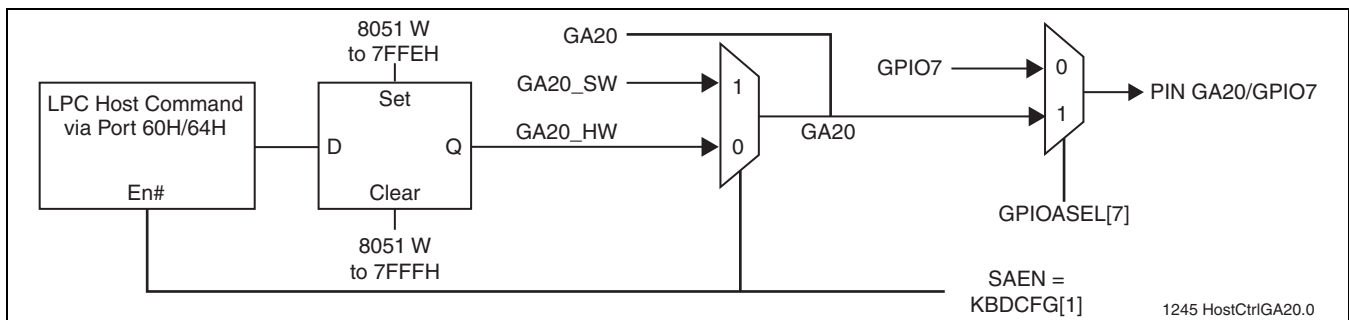 8051 W
to 7FFEH
LPC Host Command
via Port 60H/64H
En#
Set
D
Q
Clear
8051 W
to 7FFFH
GA20
GA20_SW
GA20_HW
1
0
GA20
GPIO7
0
1
PIN GA20/GPIO7
GPIOASEL[7]
SAEN =
KBDCFG[1]
1245 HostCtrlGA20.0